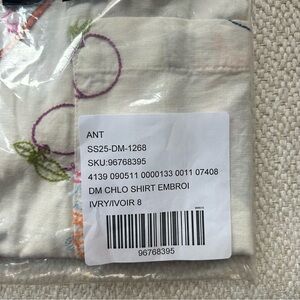 ANT
SS25-DM-1268
SKU:96768395
4139 090511 0000133 0011 07408
DM CHLO SHIRT EMBROI
IVRY/IVOIR 8
96768395